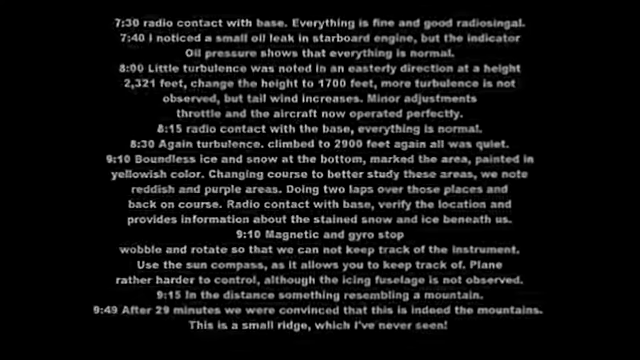 7:30 radio contact with base. Everything is fine and good radiosingal.
7:40 I noticed a small oil leak in starboard engine, but the indicator
Oil pressure shows that everything is normal.
8:00 Little turbulence was noted in an easterly direction at a height
2,321 feet, change the height to 1700 feet, more turbulence is not
observed, but tail wind increases. Minor adjustments
throttle and the aircraft now operated perfectly.
8:15 radio contact with the base, everything is normal.
8:30 Again turbulence. climbed to 2900 feet again all was quiet.
9:10 Boundless ice and snow at the bottom, marked the area, painted in
yellowish color. Changing course to better study these areas, we note
reddish and purple areas. Doing two laps over those places and
back on course. Radio contact with base, verify the location and
provides information about the stained snow and ice beneath us.
9:10 Magnetic and gyro stop
wobble and rotate so that we can not keep track of the instrument.
Use the sun compass, as it allows you to keep track of. Plane
rather harder to control, although the icing fuselage is not observed.
9:15 In the distance something resembling a mountain.
9:49 After 29 minutes we were convinced that this is indeed the mountains.
This is a small ridge, which I've never seen!